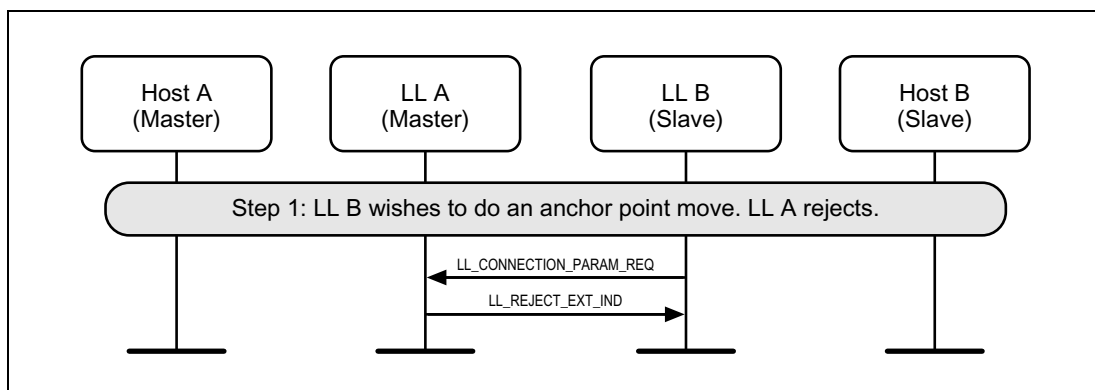 Host A
(Master)
LL A
(Master)
LL B
(Slave)
Host B
(Slave)
Step 1: LL B wishes to do an anchor point move. LL A rejects.
LL_CONNECTION_PARAM_REQ
LL_REJECT_EXT_IND